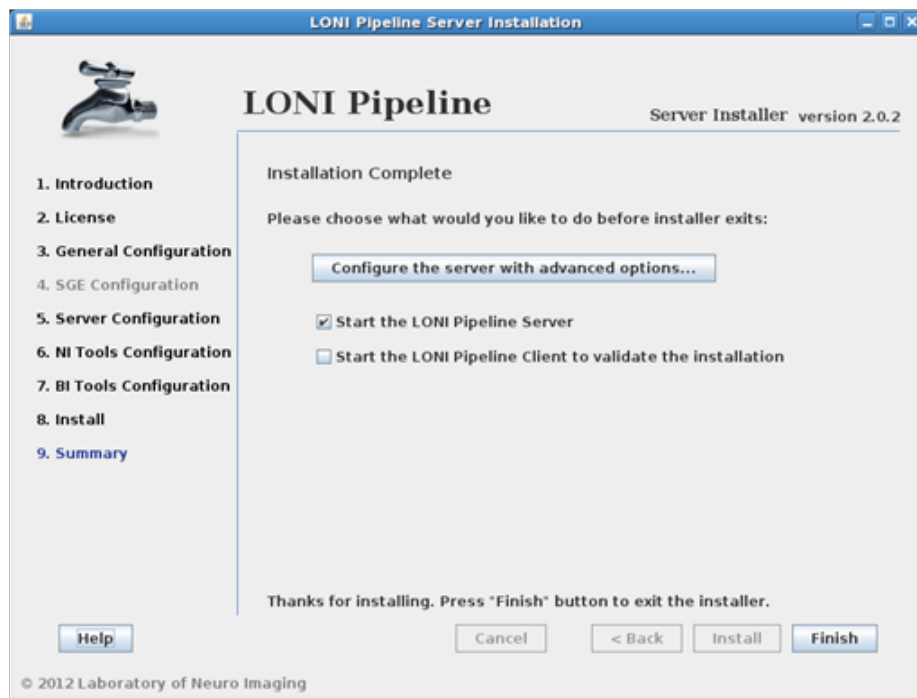 LONI Pipeline Server Installation
LONI Pipeline
Server Installer version 2.0.2
1. Introduction
2. License
3. General Configuration
4. SGE Configuration
5. Server Configuration
6. NI Tools Configuration
7. BI Tools Configuration
8. Install
9. Summary
Installation Complete
Please choose what would you like to do before installer exits:
Configure the server with advanced options...
Start the LONI Pipeline Server
Start the LONI Pipeline Client to validate the installation
Thanks for installing. Press "Finish" button to exit the installer.
Help
Cancel
< Back
Install
Finish
© 2012 Laboratory of Neuro Imaging